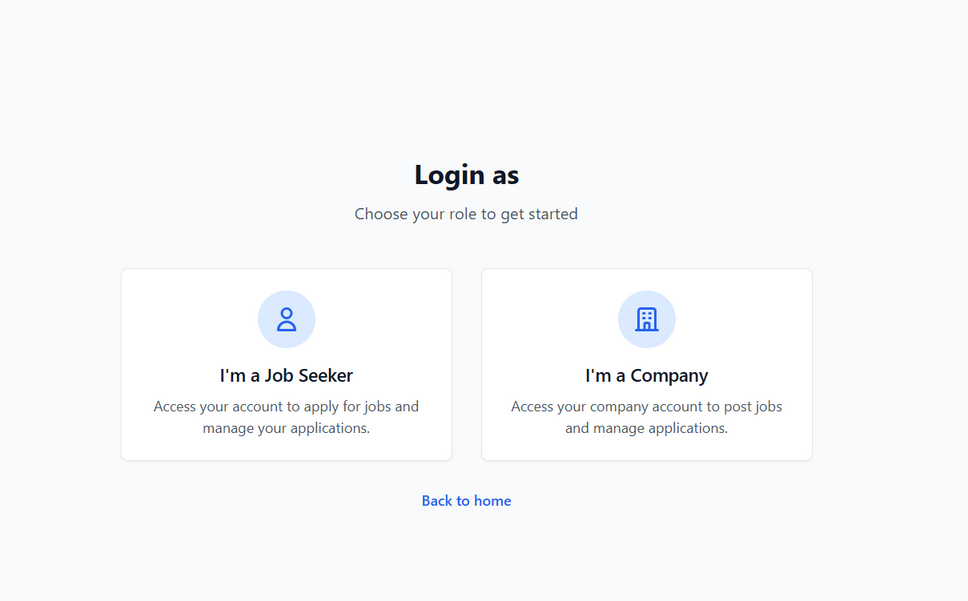 Login as
Choose your role to get started
I'm a Job Seeker
Access your account to apply for jobs and
manage your applications.
I'm a Company
Access your company account to post jobs
and manage applications.
Back to home